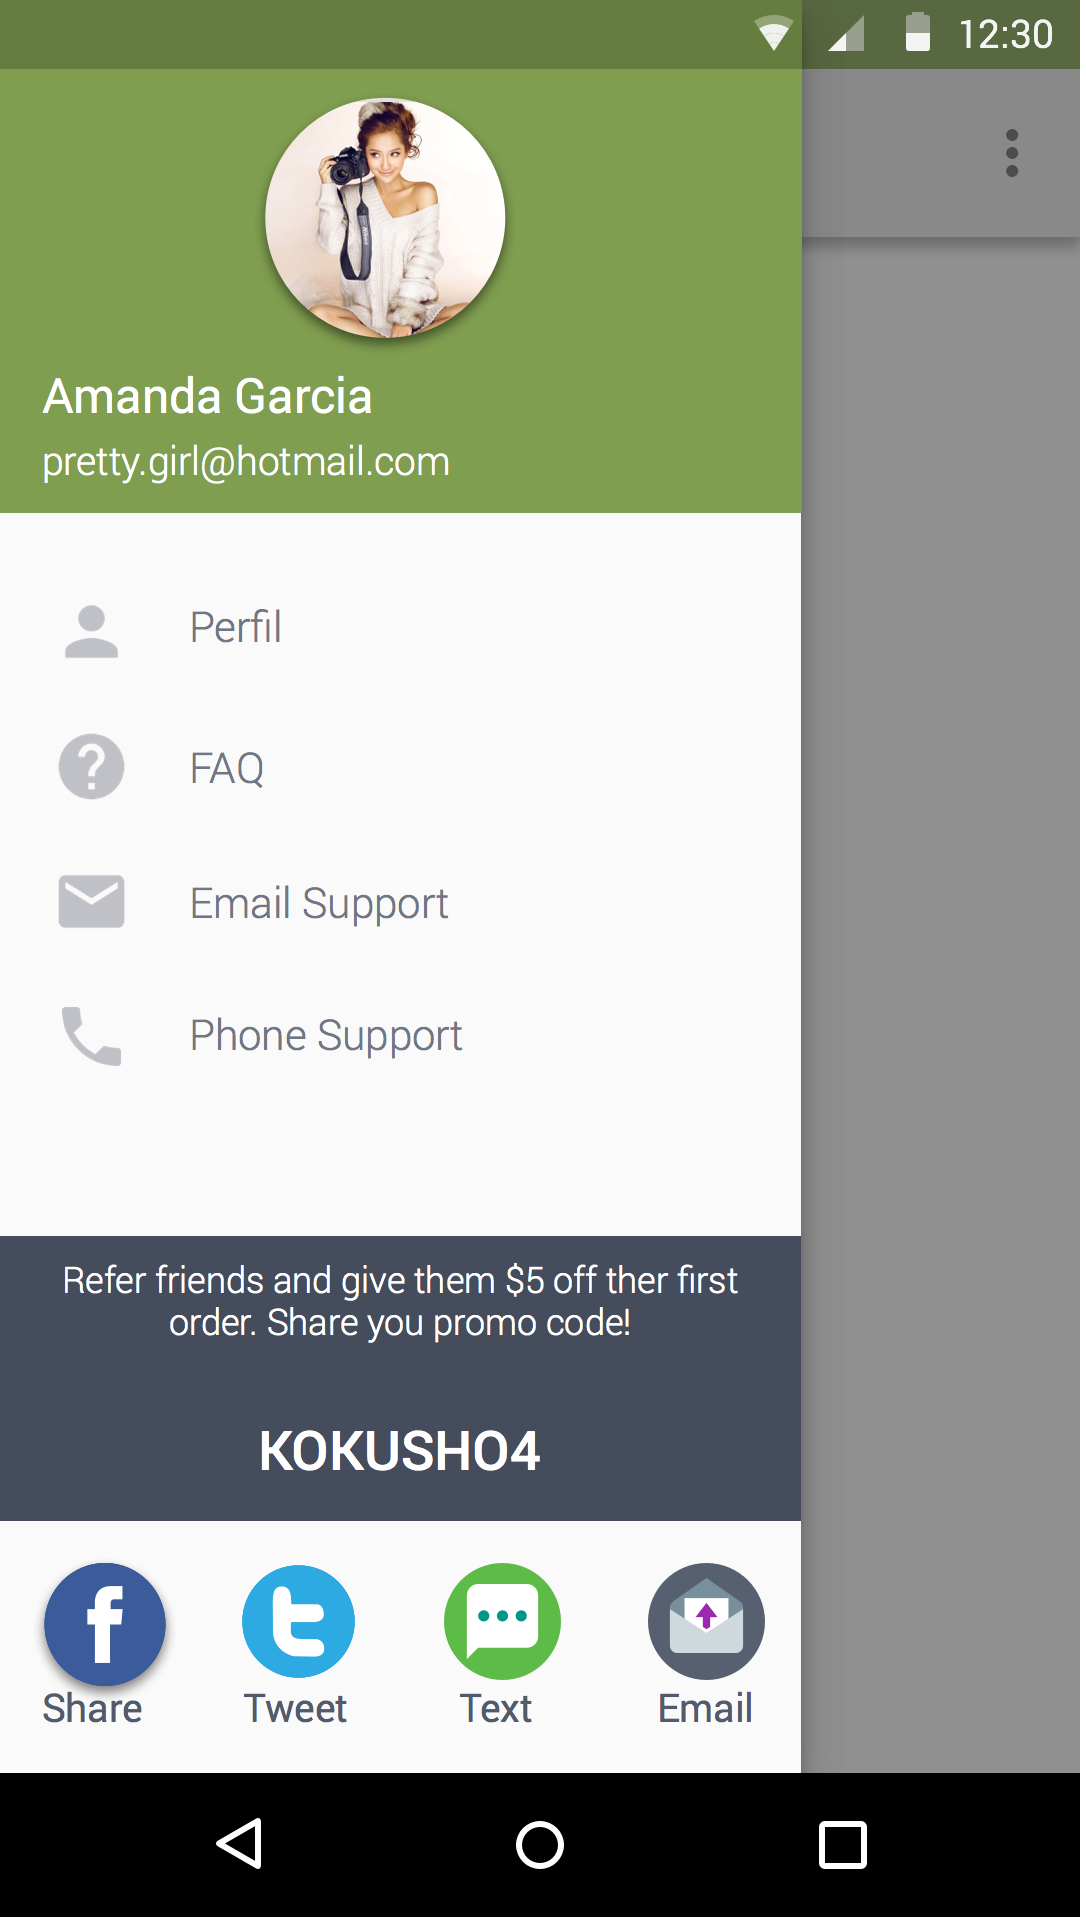 12:30
Amanda Garcia
pretty.girl@hotmail.com
Perfil
FAQ
Email Support
Phone Support
Refer friends and give them $5 off ther first
order. Share you promo code!
KOKUSHO4
Share
Tweet
Text
Email